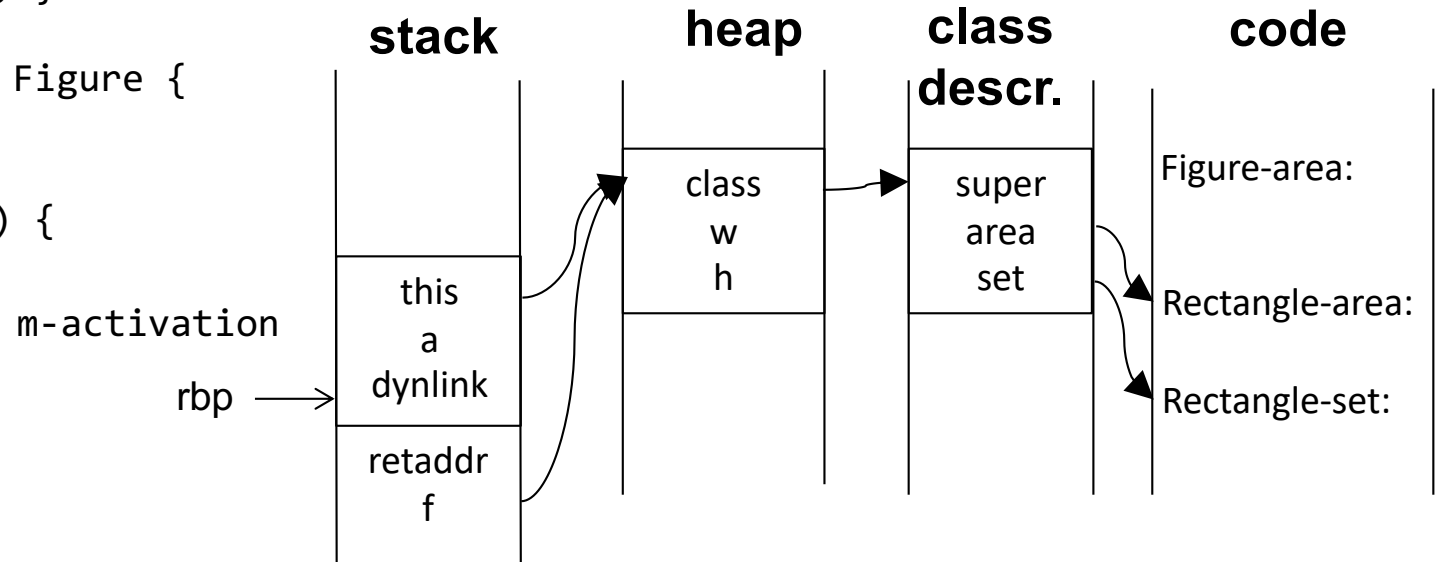 stack
heap
class
descr.
code
Figure {
) {
m-activation
rbp
this
a
dynlink
retaddr
f
class
w
h
super
area
set
Figure-area:
Rectangle-area:
Rectangle-set: